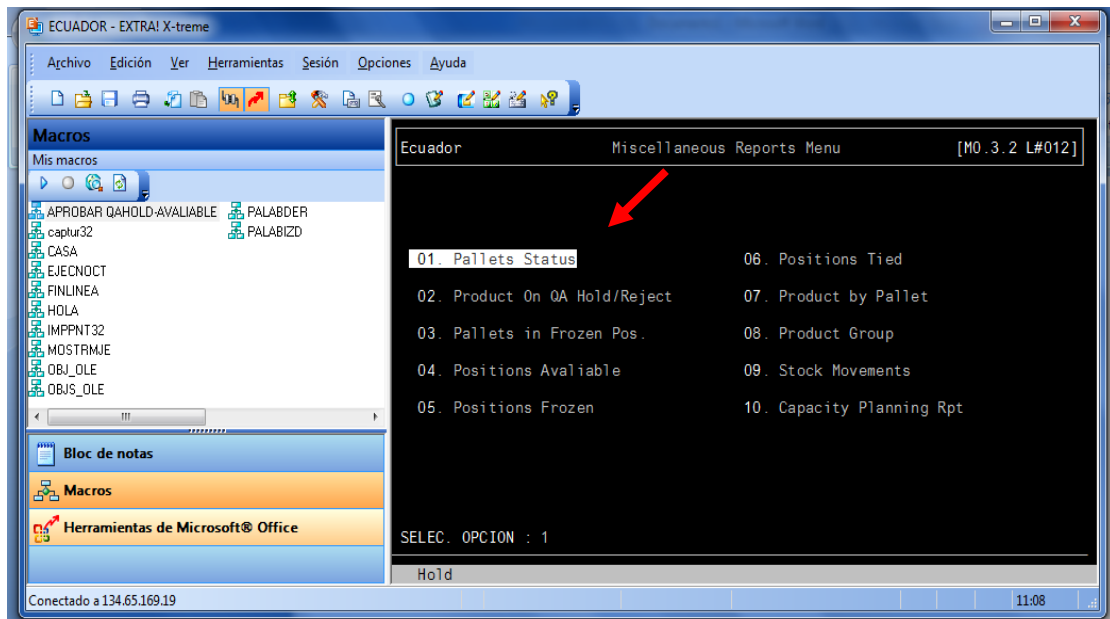 ECUADOR - EXTRA! X-treme
Archivo Edición Ver Herramientas Sesión Opciones Ayuda
Macros
Mis macros
APROBAR QAHOLD-AVALIABLE PALABDER
captur32 PALABIZD
CASA
EJECNOCT
FINLINEA
HOLA
IMPPNT32
MOSTRMJE
OBJ_OLE
OBJS_OLE
Bloc de notas
Macros
Herramientas de Microsoft® Office
Ecuador Miscellaneous Reports Menu [M0.3.2 L#012]
01. Pallets Status 06. Positions Tied
02. Product On QA Hold/Reject 07. Product by Pallet
03. Pallets in Frozen Pos. 08. Product Group
04. Positions Avaliable 09. Stock Movements
05. Positions Frozen 10. Capacity Planning Rpt
SELEC. OPCION : 1
Hold
Conectado a 134.65.169.19 11:08